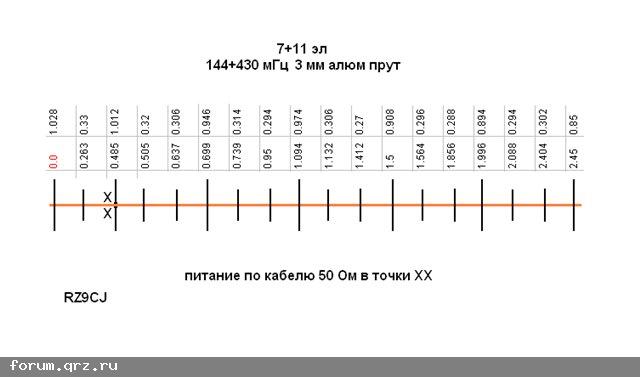 7+11 эл
144+430 мГц 3 мм алюм прут
1.028 0.33 1.012 0.32 0.306 0.946 0.314 0.294 0.974 0.306 0.27 0.908 0.296 0.288 0.894 0.294 0.302 0.85
0.0 0.263 0.485 0.505 0.637 0.699 0.739 0.95 1.094 1.132 1.412 1.5 1.564 1.856 1.996 2.088 2.404 2.45
X
X
питание по кабелю 50 Ом в точки XX
RZ9CJ
forum.qrz.ru